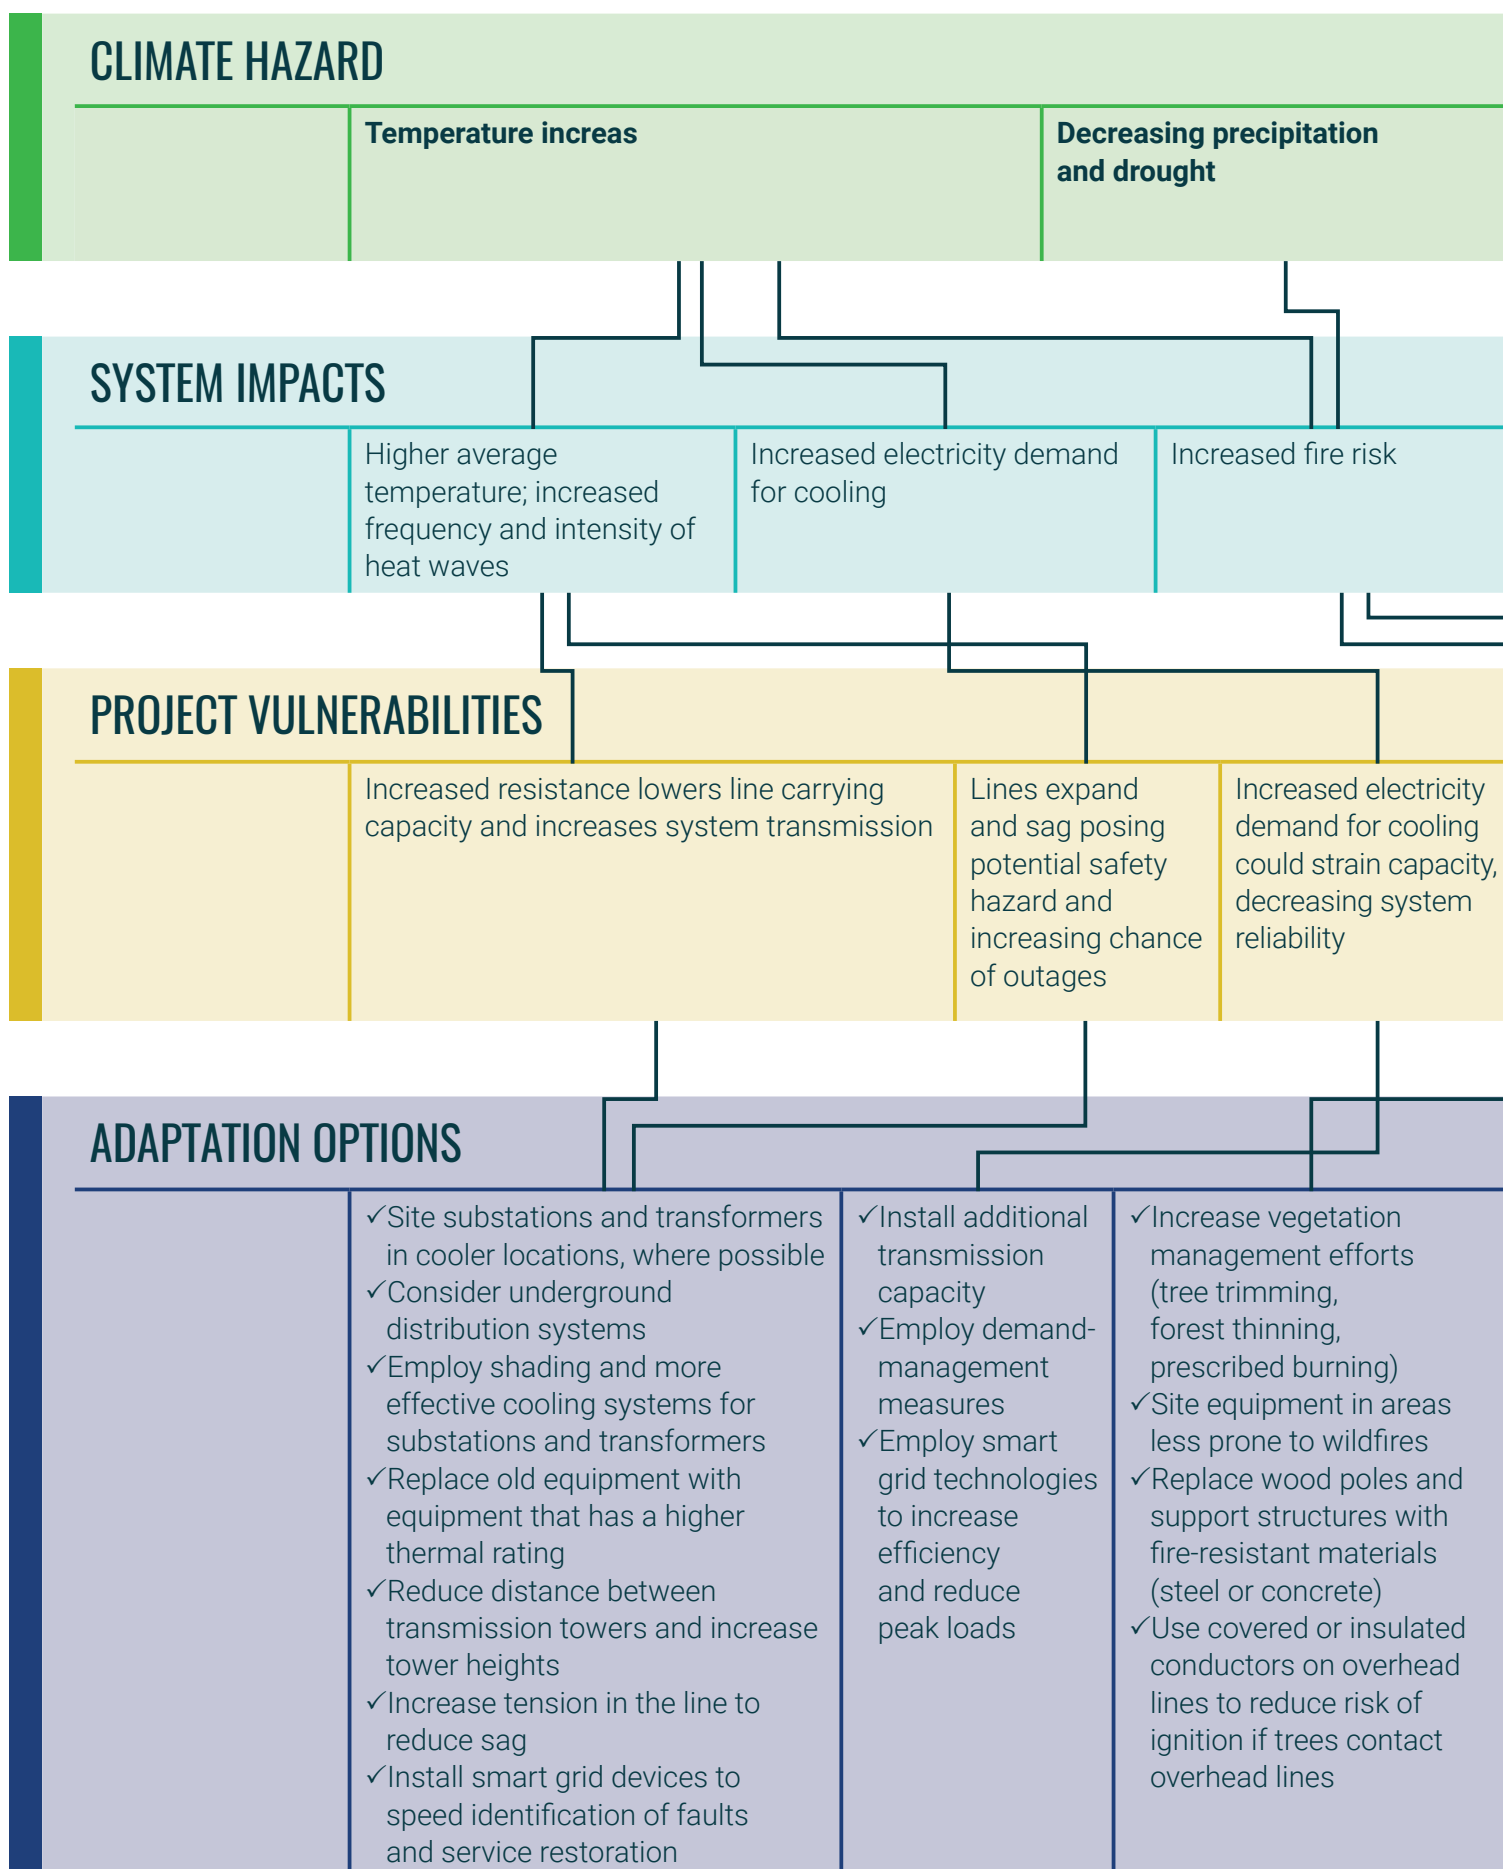 CLIMATE HAZARD
Temperature increas
Decreasing precipitation
and drought
SYSTEM IMPACTS
Higher average
temperature; increased
frequency and intensity of
heat waves
Increased electricity demand
for cooling
Increased fire risk
PROJECT VULNERABILITIES
Increased resistance lowers line carrying
capacity and increases system transmission
Lines expand
and sag posing
potential safety
hazard and
increasing chance
of outages
Increased electricity
demand for cooling
could strain capacity,
decreasing system
reliability
ADAPTATION OPTIONS
✓Site substations and transformers
in cooler locations, where possible
✓Consider underground
distribution systems
✓Employ shading and more
effective cooling systems for
substations and transformers
✓Replace old equipment with
equipment that has a higher
thermal rating
✓Reduce distance between
transmission towers and increase
tower heights
✓Increase tension in the line to
reduce sag
✓Install smart grid devices to
speed identification of faults
and service restoration
✓Install additional
transmission
capacity
✓Employ demand-
management
measures
✓Employ smart
grid technologies
to increase
efficiency
and reduce
peak loads
✓Increase vegetation
management efforts
(tree trimming,
forest thinning,
prescribed burning)
✓Site equipment in areas
less prone to wildfires
✓Replace wood poles and
support structures with
fire-resistant materials
(steel or concrete)
✓Use covered or insulated
conductors on overhead
lines to reduce risk of
ignition if trees contact
overhead lines